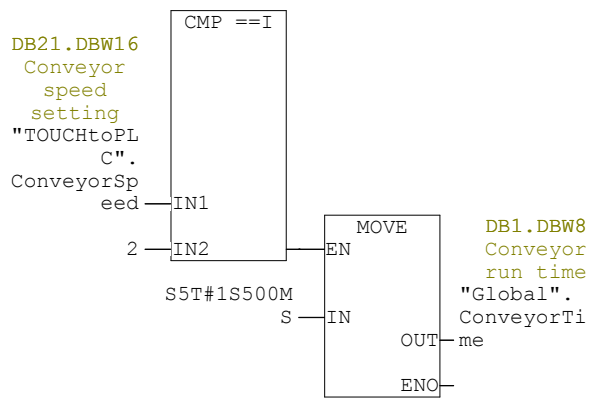 CMP ==I
DB21.DBW16
Conveyor
speed
setting
"TOUCHtoPL
C".
ConveyorSp
eed
IN1
2
IN2
MOVE
EN
DB1.DBW8
Conveyor
run time
"Global".
ConveyorTi
me
S5T#1S500M
S
IN
OUT
ENO